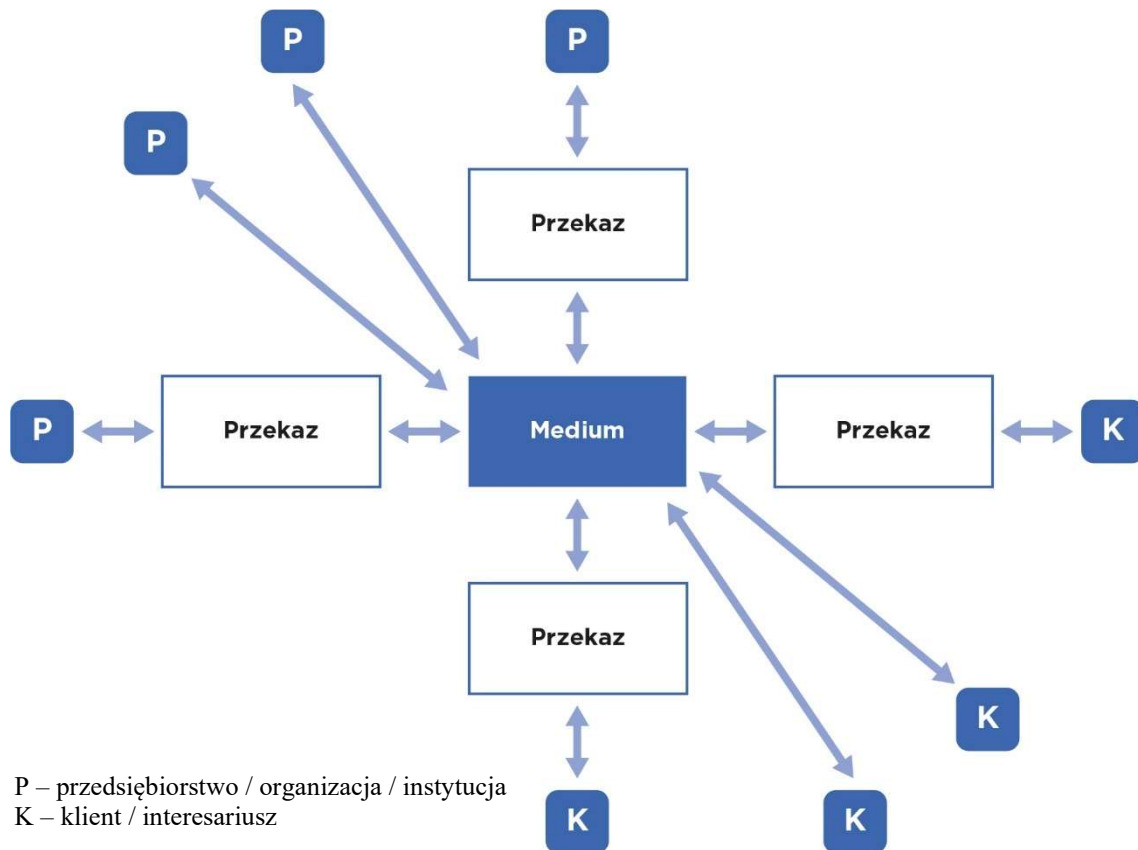 P
P
P
Przekaz
P
Przekaz
Medium
Przekaz
K
Przekaz
K
P – przedsiębiorstwo / organizacja / instytucja
K – klient / interesariusz
K
K